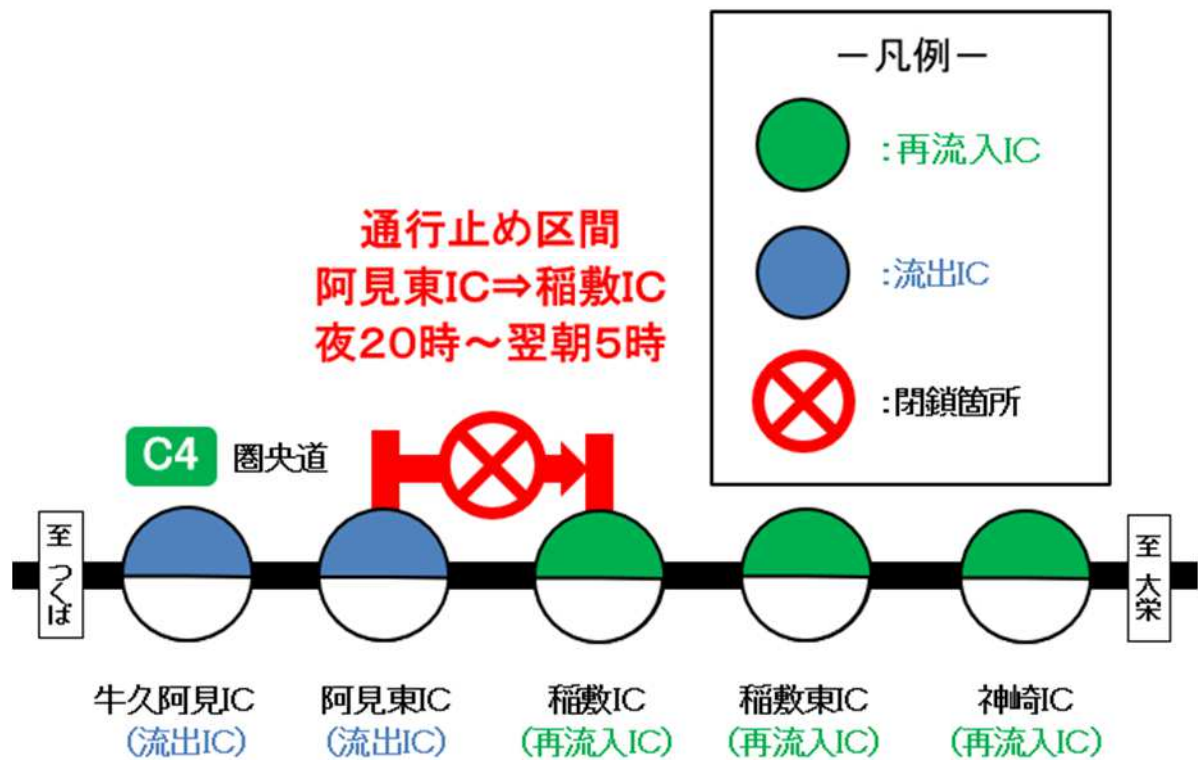 －凡例－
:再流入IC
:流出IC
:閉鎖箇所
通行止め区間
阿見東IC⇒稲敷IC
夜20時～翌朝5時
C4 圏央道
至つくば
至大栄
牛久阿見IC
(流出IC)
阿見東IC
(流出IC)
稲敷IC
(再流入IC)
稲敷東IC
(再流入IC)
神崎IC
(再流入IC)